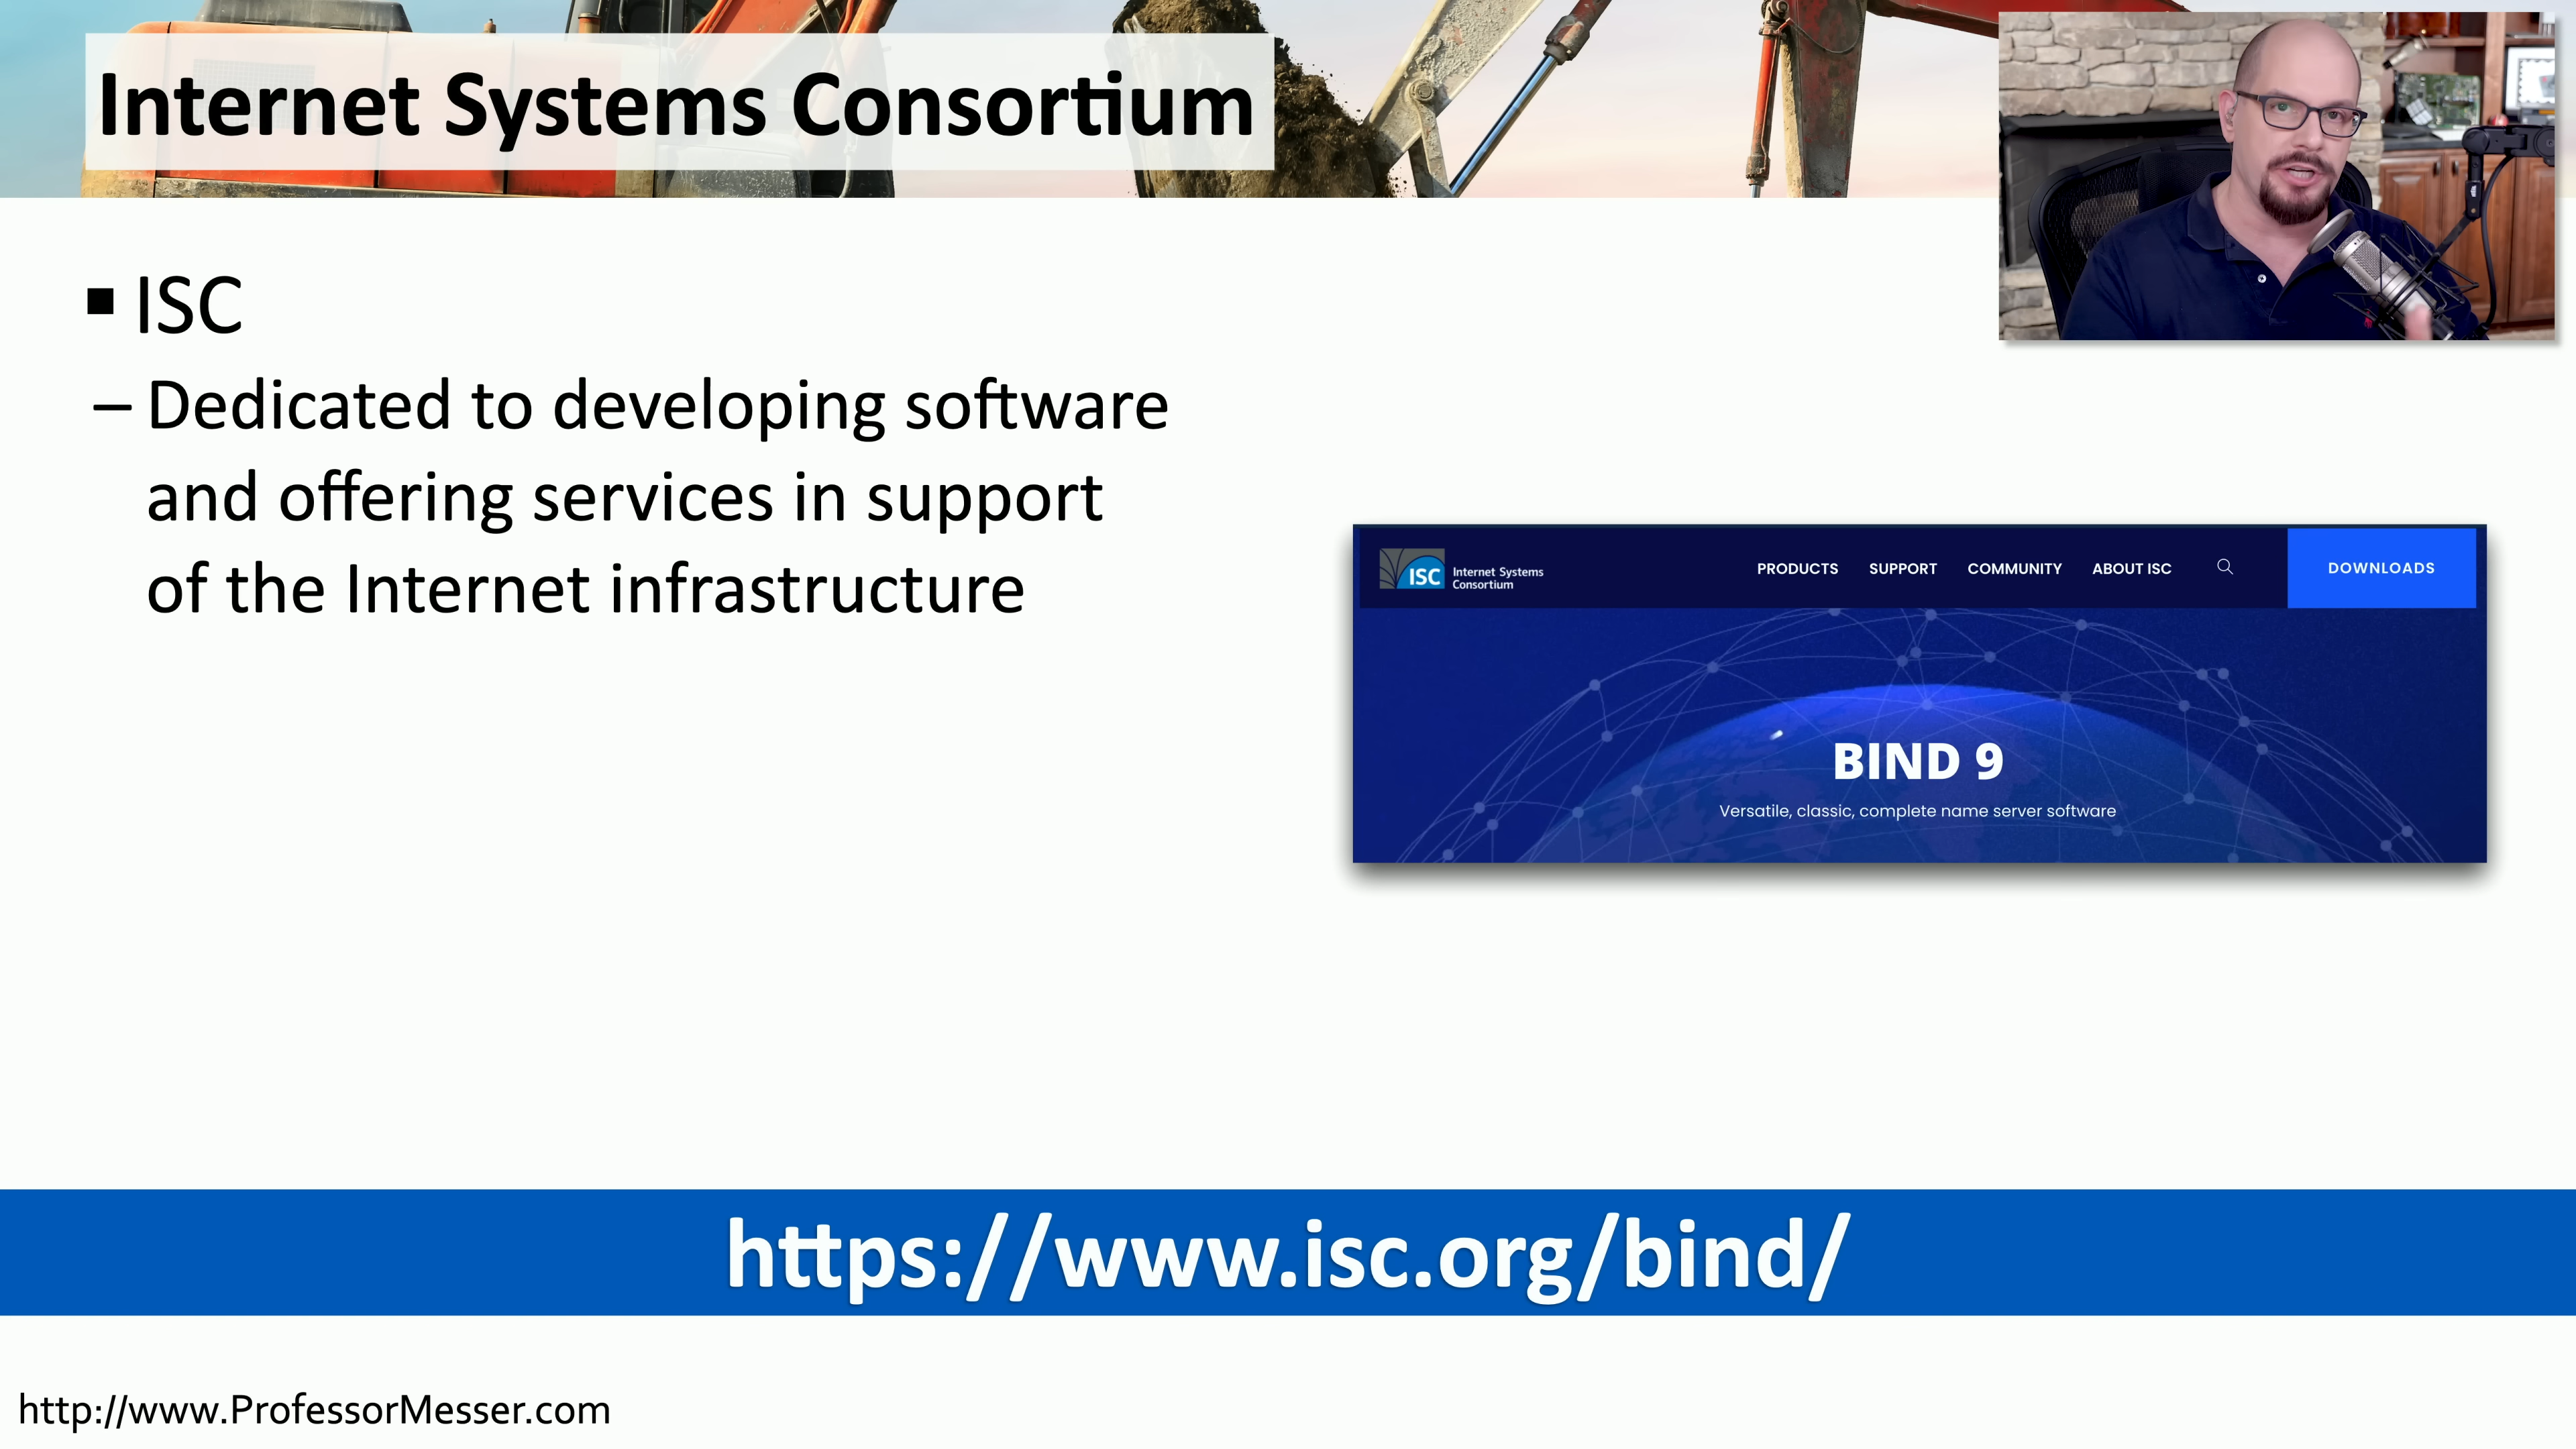 Internet Systems Consortium
▪ ISC
– Dedicated to developing software
and offering services in support
of the Internet infrastructure
ISC Internet Systems
Consortium
PRODUCTS SUPPORT COMMUNITY ABOUT ISC DOWNLOADS
BIND 9
Versatile, classic, complete name server software
https://www.isc.org/bind/
http://www.ProfessorMesser.com